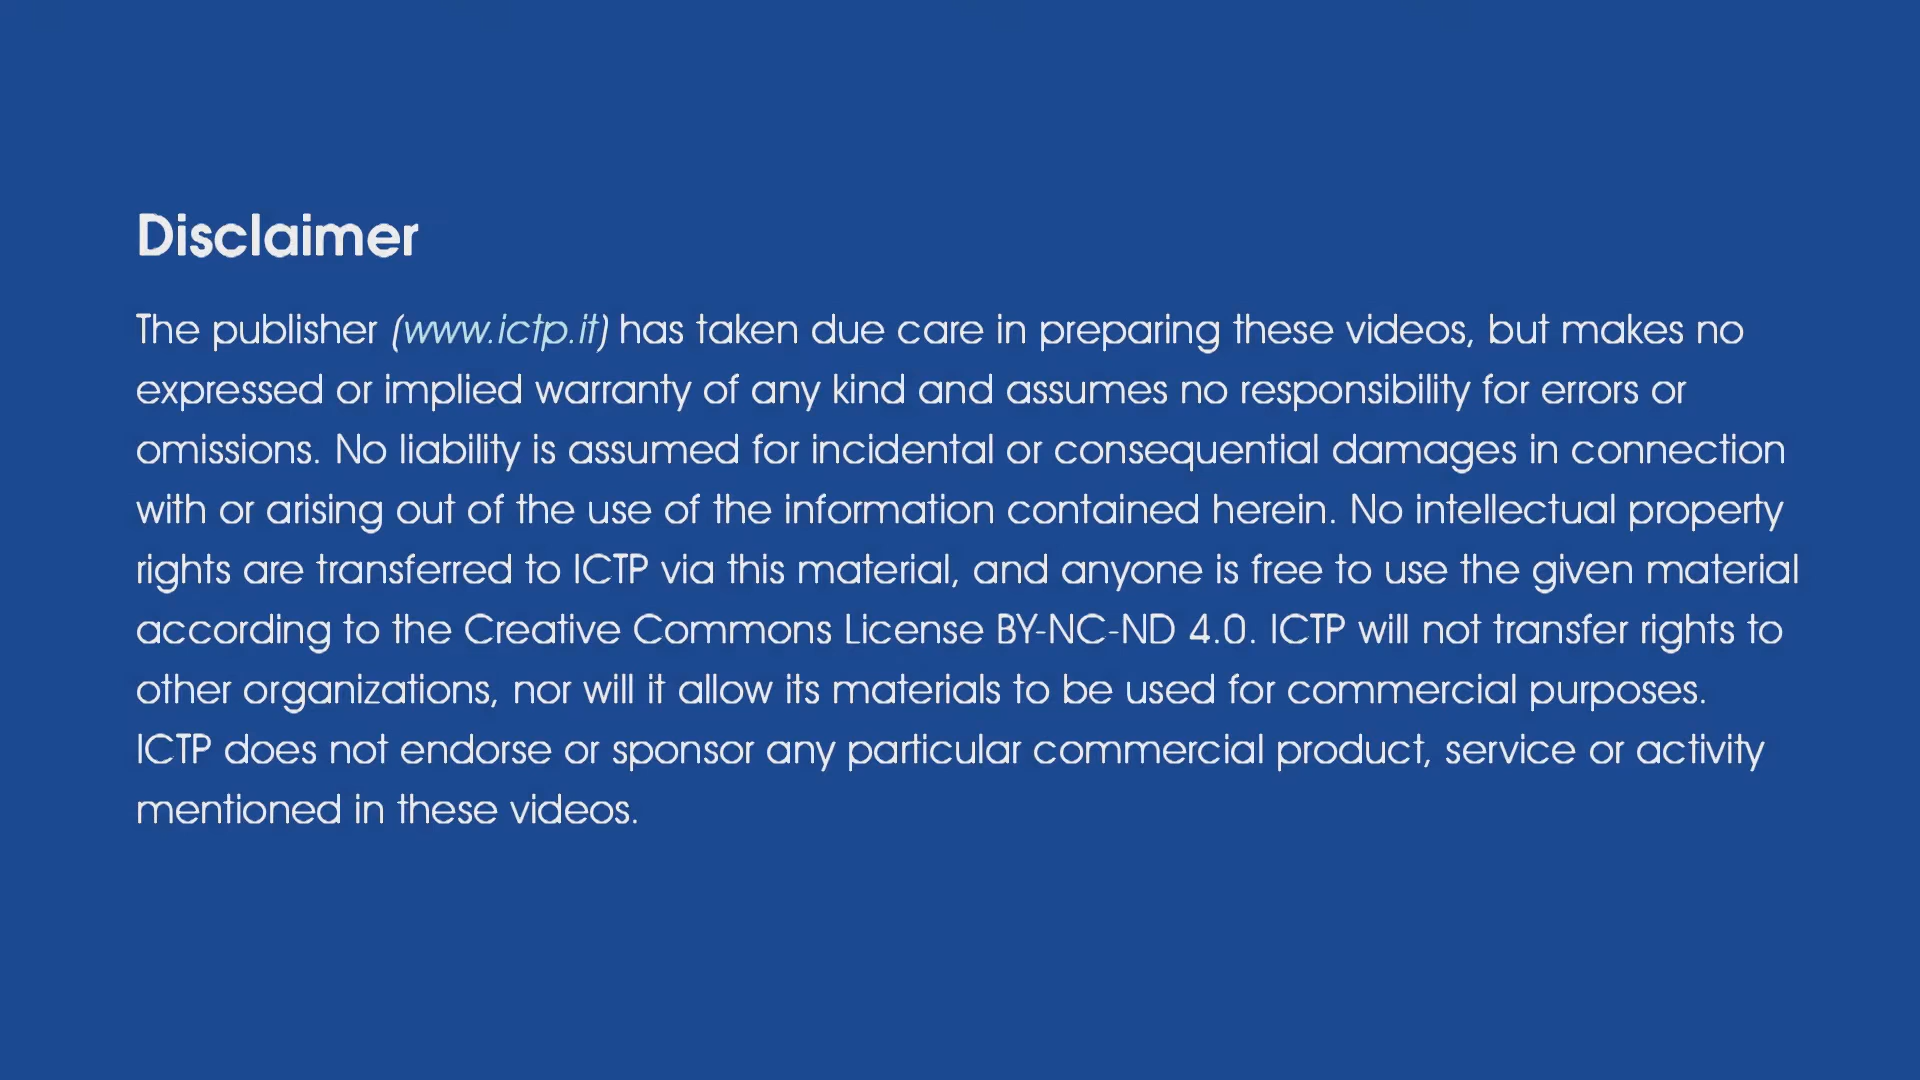 Disclaimer
The publisher (www.ictp.it) has taken due care in preparing these videos, but makes no
expressed or implied warranty of any kind and assumes no responsibility for errors or
omissions. No liability is assumed for incidental or consequential damages in connection
with or arising out of the use of the information contained herein. No intellectual property
rights are transferred to ICTP via this material, and anyone is free to use the given material
according to the Creative Commons License BY-NC-ND 4.0. ICTP will not transfer rights to
other organizations, nor will it allow its materials to be used for commercial purposes.
ICTP does not endorse or sponsor any particular commercial product, service or activity
mentioned in these videos.